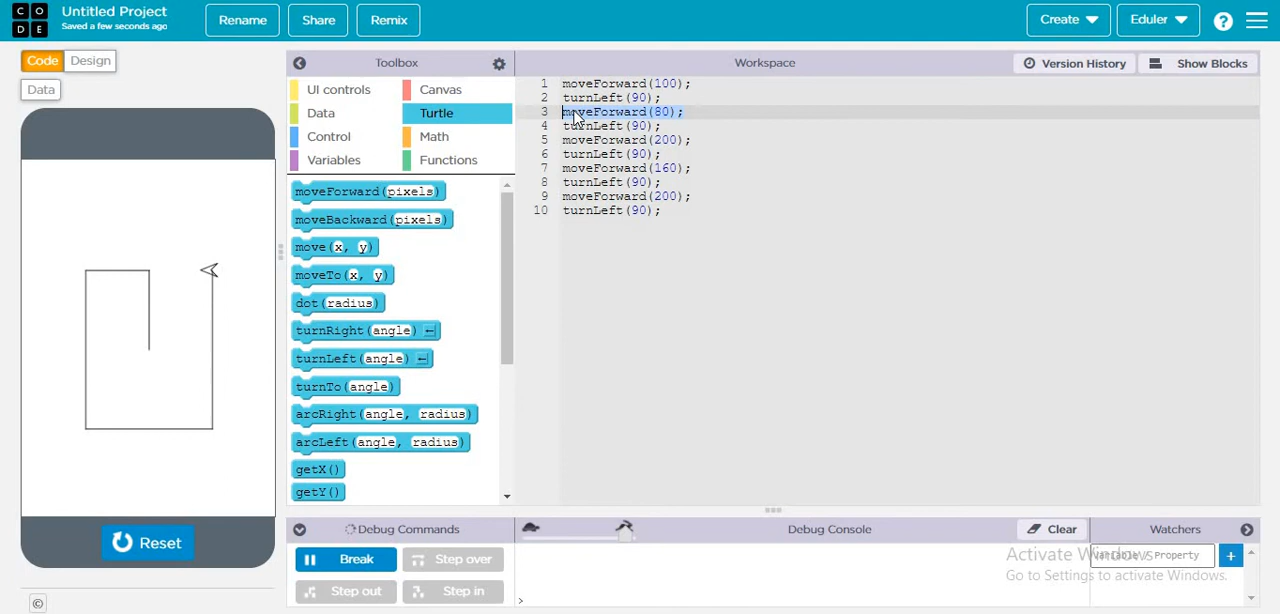 C O D E
Untitled Project
Saved a few seconds ago
Rename
Share
Remix
Create
Eduler
?
Code
Design
Data
Toolbox
Workspace
Version History
Show Blocks
UI controls
Canvas
Data
Turtle
Control
Math
Variables
Functions
moveForward(pixels)
moveBackward(pixels)
move(x, y)
moveTo(x, y)
dot(radius)
turnRight(angle)
turnLeft(angle)
turnTo(angle)
arcRight(angle, radius)
arcLeft(angle, radius)
getX()
getY()
1 moveForward(100);
2 turnLeft(90);
3 moveForward(80);
4 turnLeft(90);
5 moveForward(200);
6 turnLeft(90);
7 moveForward(160);
8 turnLeft(90);
9 moveForward(200);
10 turnLeft(90);
Reset
©
Debug Commands
Break
Step over
Step out
Step in
Debug Console
Clear
>
Watchers
Variable / Property
+
Activate Windows
Go to Settings to activate Windows.